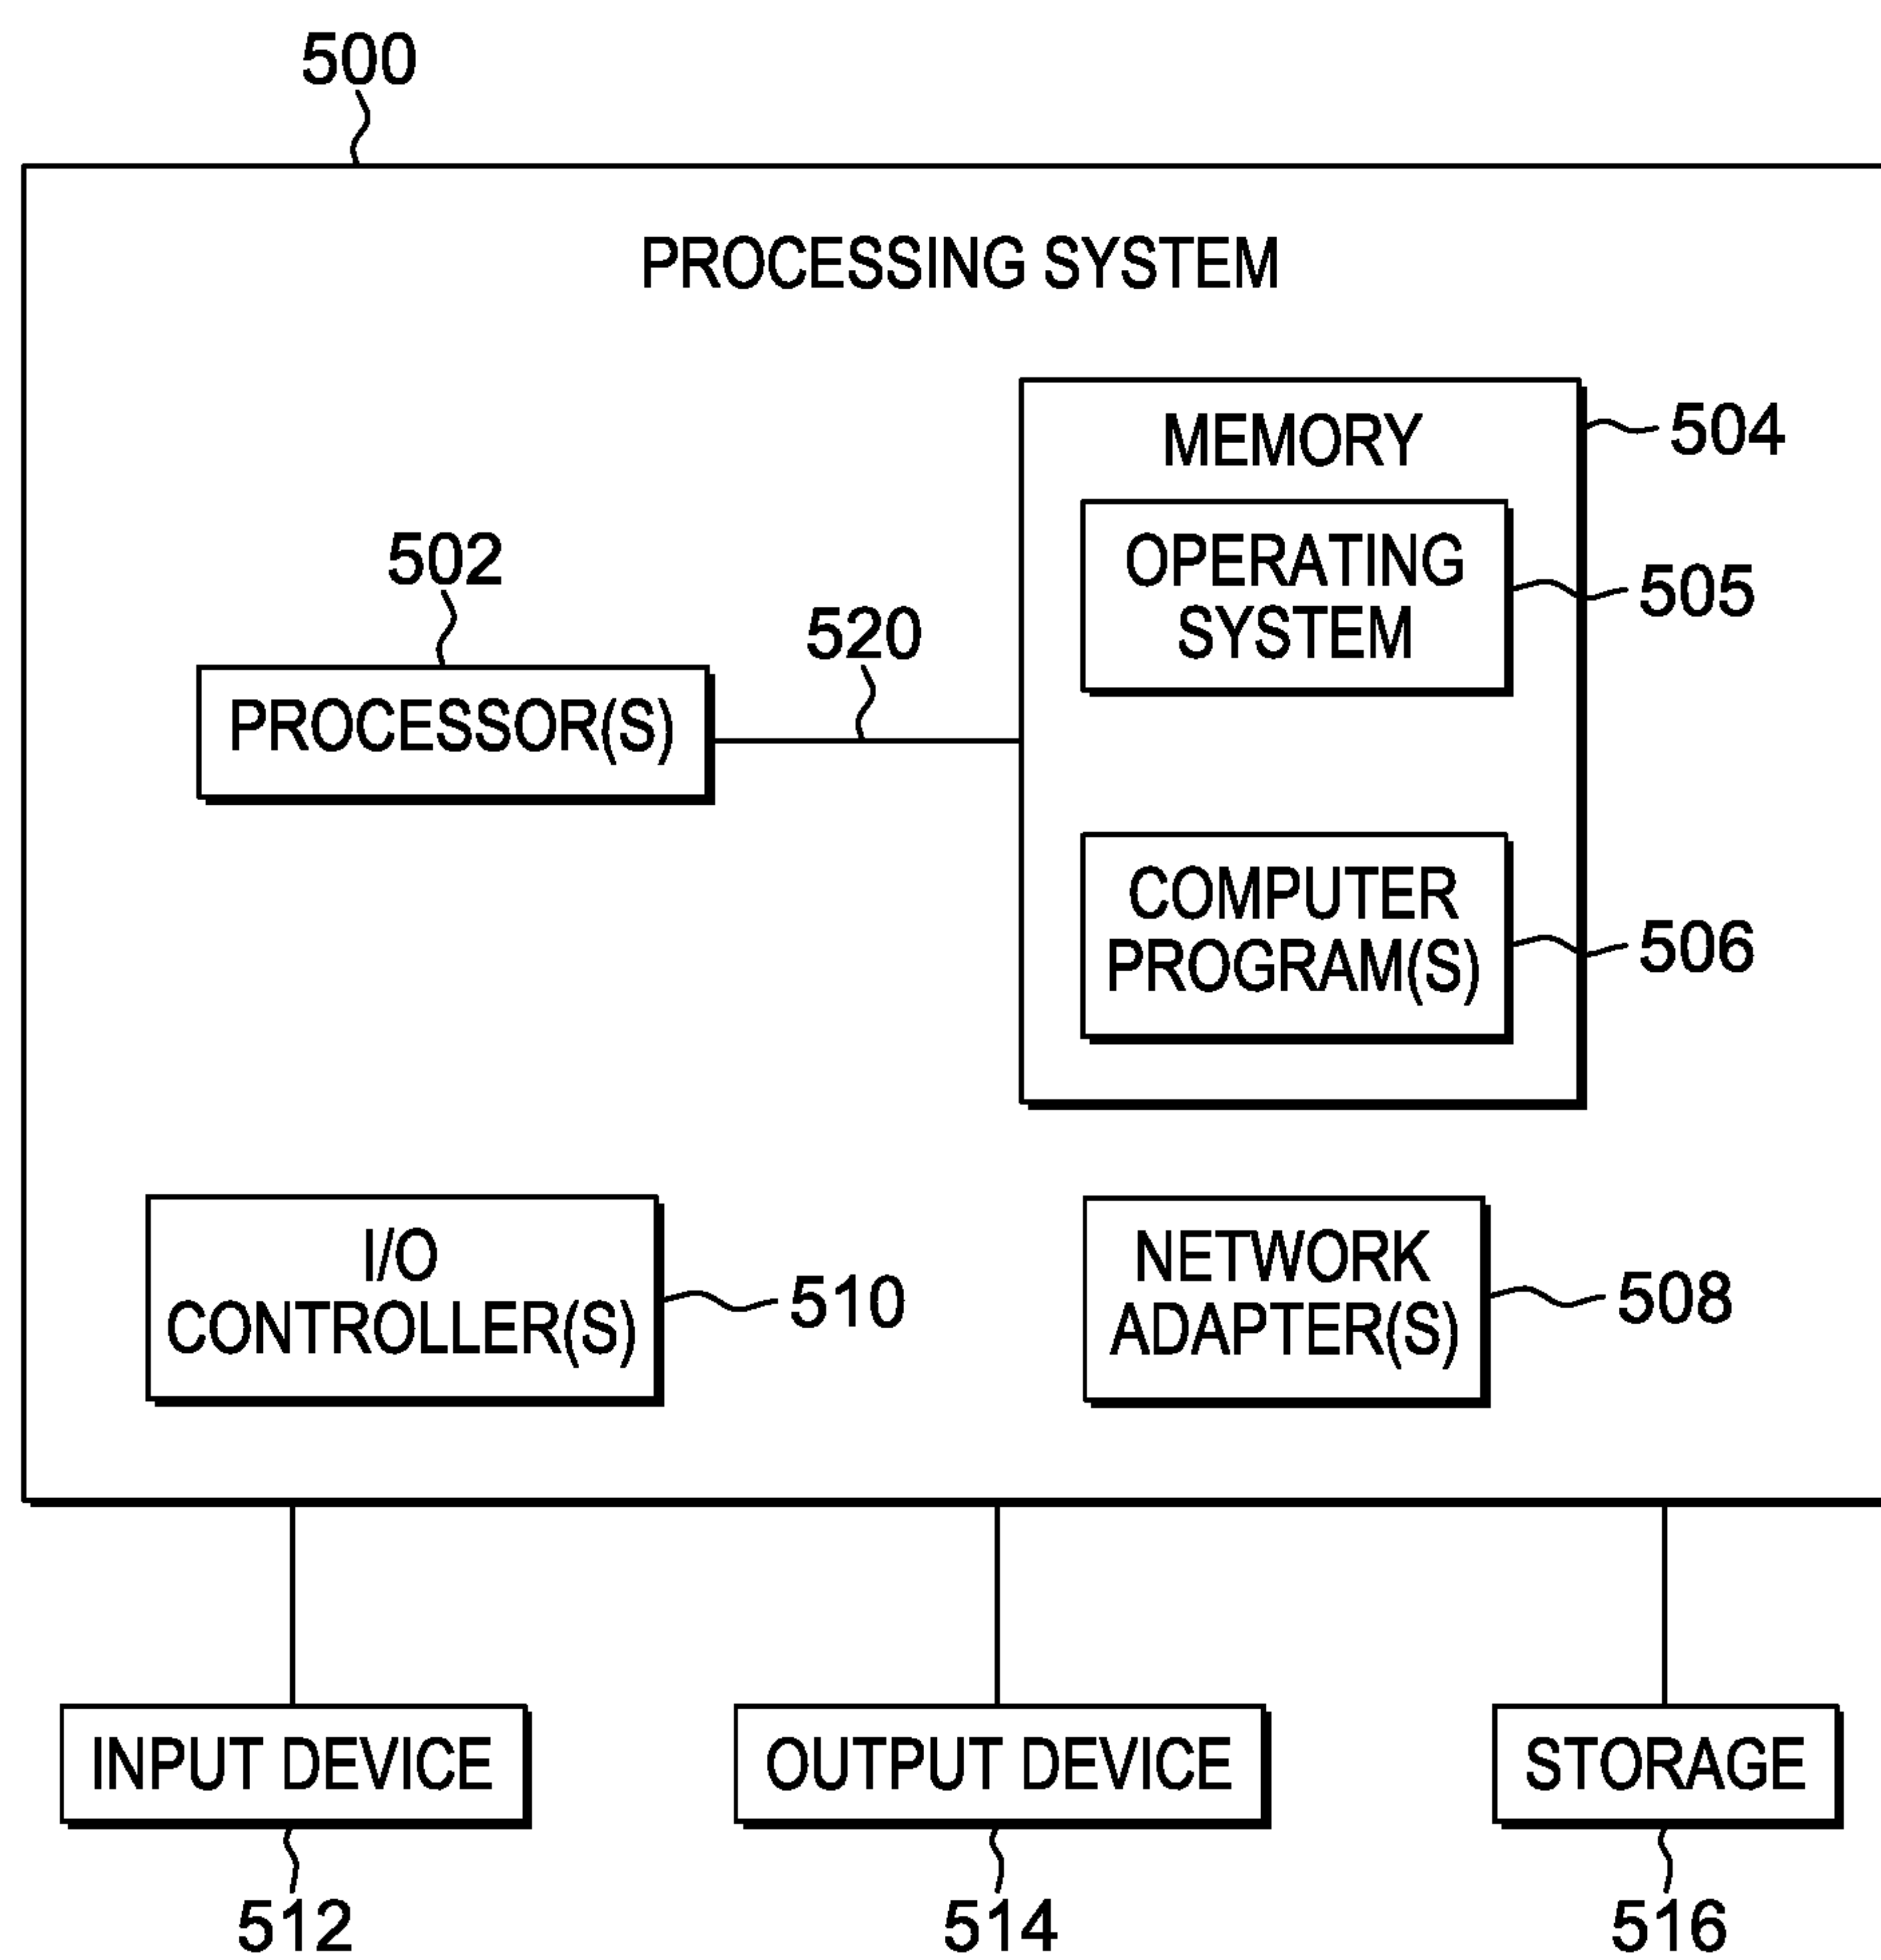 500
PROCESSING SYSTEM
MEMORY
504
OPERATING
SYSTEM
505
502
520
PROCESSOR(S)
COMPUTER
PROGRAM(S)
506
I/O
CONTROLLER(S)
510
NETWORK
ADAPTER(S)
508
INPUT DEVICE
OUTPUT DEVICE
STORAGE
512
514
516